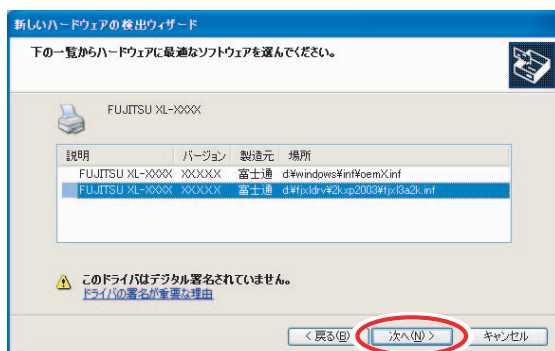 新しいハードウェアの検出ウィザード
下の一覧からハードウェアに最適なソフトウェアを選んでください。
FUJITSU XL-XXXX
説明 バージョン 製造元 場所
FUJITSU XL-XXXX XXXXX 富士通 d:¥windows¥inf¥oemX.inf
FUJITSU XL-XXXX XXXXX 富士通 d:¥fjxldrv¥2kxp2003¥fjxl3a2k.inf
このドライバはデジタル署名されていません。
ドライバの署名が重要な理由
< 戻る(B) 次へ(N) > キャンセル